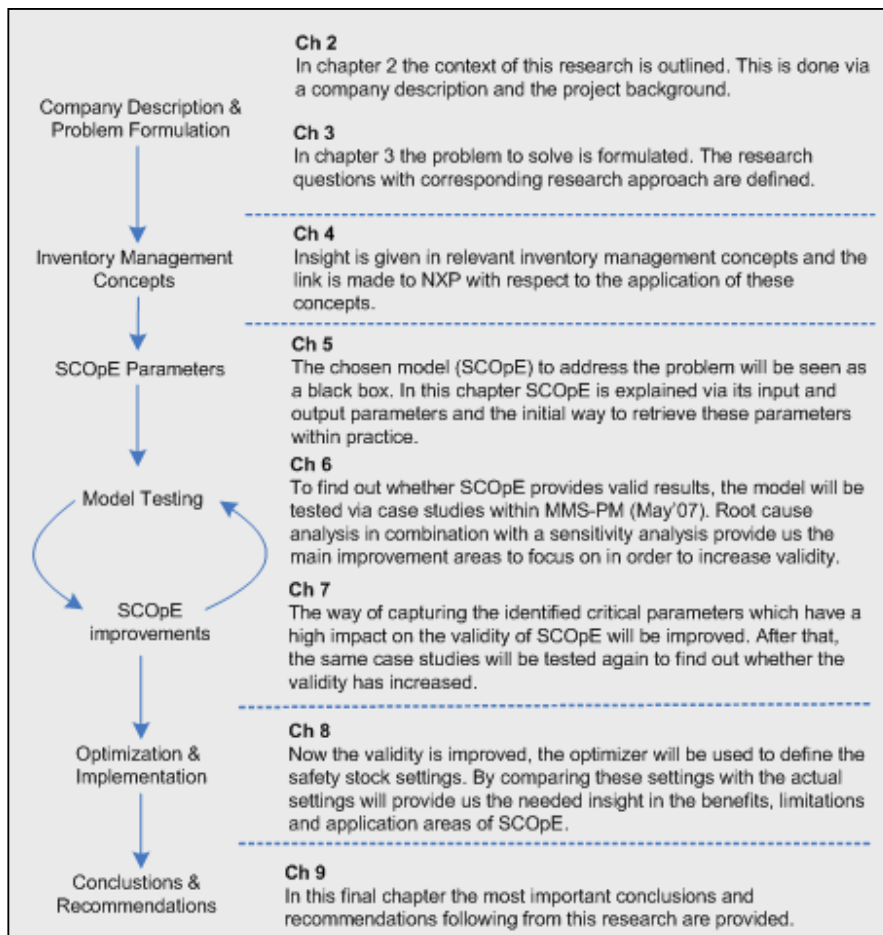 Company Description &
Problem Formulation
Ch 2
In chapter 2 the context of this research is outlined. This is done via
a company description and the project background.
Ch 3
In chapter 3 the problem to solve is formulated. The research
questions with corresponding research approach are defined.
Inventory Management
Concepts
Ch 4
Insight is given in relevant inventory management concepts and the
link is made to NXP with respect to the application of these
concepts.
SCOpE Parameters
Ch 5
The chosen model (SCOpE) to address the problem will be seen as
a black box. In this chapter SCOpE is explained via its input and
output parameters and the initial way to retrieve these parameters
within practice.
Model Testing
Ch 6
To find out whether SCOpE provides valid results, the model will be
tested via case studies within MMS-PM (May'07). Root cause
analysis in combination with a sensitivity analysis provide us the
main improvement areas to focus on in order to increase validity.
SCOpE
improvements
Ch 7
The way of capturing the identified critical parameters which have a
high impact on the validity of SCOpE will be improved. After that,
the same case studies will be tested again to find out whether the
validity has increased.
Optimization &
Implementation
Ch 8
Now the validity is improved, the optimizer will be used to define the
safety stock settings. By comparing these settings with the actual
settings will provide us the needed insight in the benefits, limitations
and application areas of SCOpE.
Conclustions &
Recommendations
Ch 9
In this final chapter the most important conclusions and
recommendations following from this research are provided.